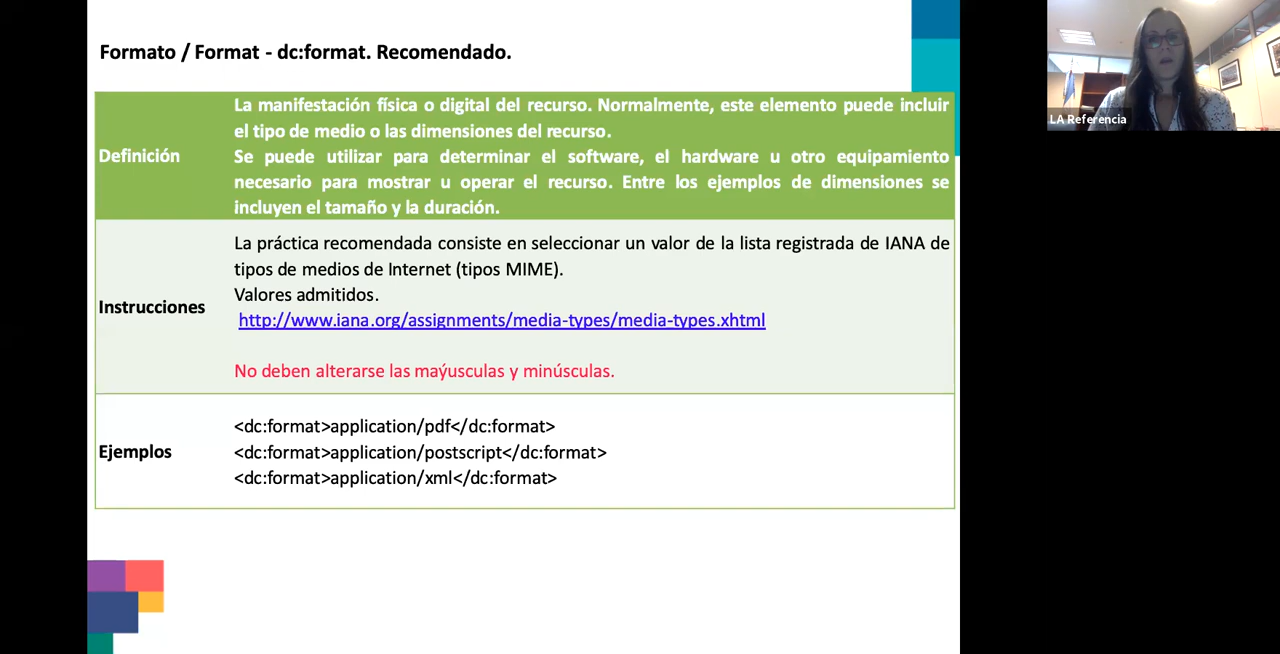 Formato / Format - dc:format. Recomendado.
Definición
La manifestación física o digital del recurso. Normalmente, este elemento puede incluir
el tipo de medio o las dimensiones del recurso.
Se puede utilizar para determinar el software, el hardware u otro equipamiento
necesario para mostrar u operar el recurso. Entre los ejemplos de dimensiones se
incluyen el tamaño y la duración.
Instrucciones
La práctica recomendada consiste en seleccionar un valor de la lista registrada de IANA de
tipos de medios de Internet (tipos MIME).
Valores admitidos.
http://www.iana.org/assignments/media-types/media-types.xhtml
No deben alterarse las maýusculas y minúsculas.
Ejemplos
<dc:format>application/pdf</dc:format>
<dc:format>application/postscript</dc:format>
<dc:format>application/xml</dc:format>
LA Referencia